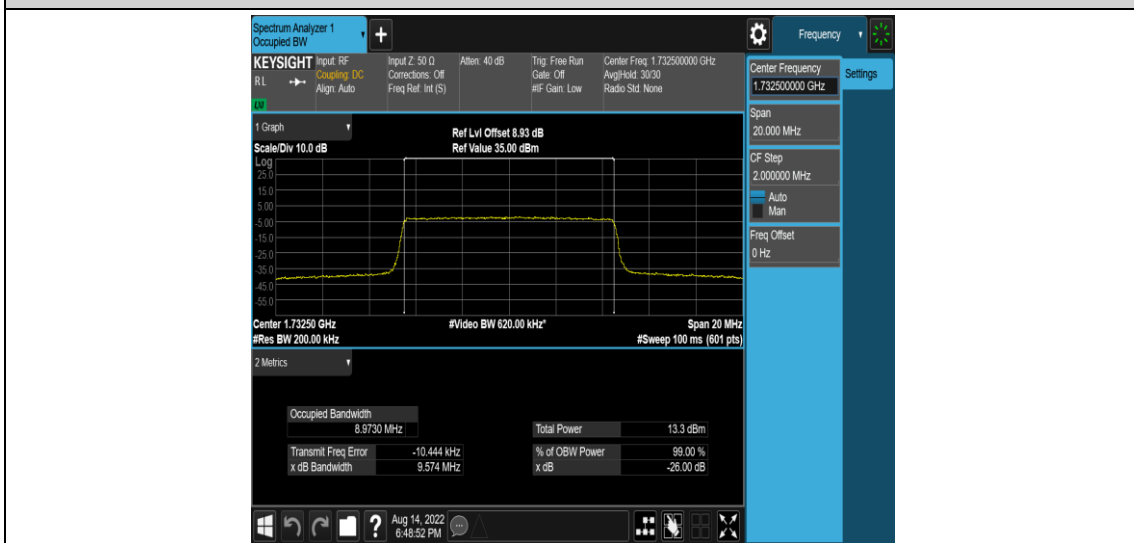 Spectrum Analyzer 1
Occupied BW
+
Frequency
KEYSIGHT Input: RF
RL
Coupling: DC
Align: Auto
LXI
Input Z: 50 Ω
Corrections: Off
Freq Ref: Int (S)
Atten: 40 dB
Trig: Free Run
Gate: Off
#IF Gain: Low
Center Freq: 1.732500000 GHz
Avg|Hold: 30/30
Radio Std: None
Center Frequency
1.732500000 GHz
Settings
Span
20.000 MHz
CF Step
2.000000 MHz
Auto
Man
Freq Offset
0 Hz
1 Graph
Ref Lvl Offset 8.93 dB
Scale/Div 10.0 dB
Ref Value 35.00 dBm
Log
25.0
15.0
5.00
-5.00
-15.0
-25.0
-35.0
-45.0
-55.0
Center 1.73250 GHz
#Video BW 620.00 kHz*
Span 20 MHz
#Res BW 200.00 kHz
#Sweep 100 ms (601 pts)
2 Metrics
Occupied Bandwidth
8.9730 MHz
Total Power 13.3 dBm
Transmit Freq Error -10.444 kHz
% of OBW Power 99.00 %
x dB Bandwidth 9.574 MHz
x dB -26.00 dB
?
Aug 14, 2022
6:48:52 PM